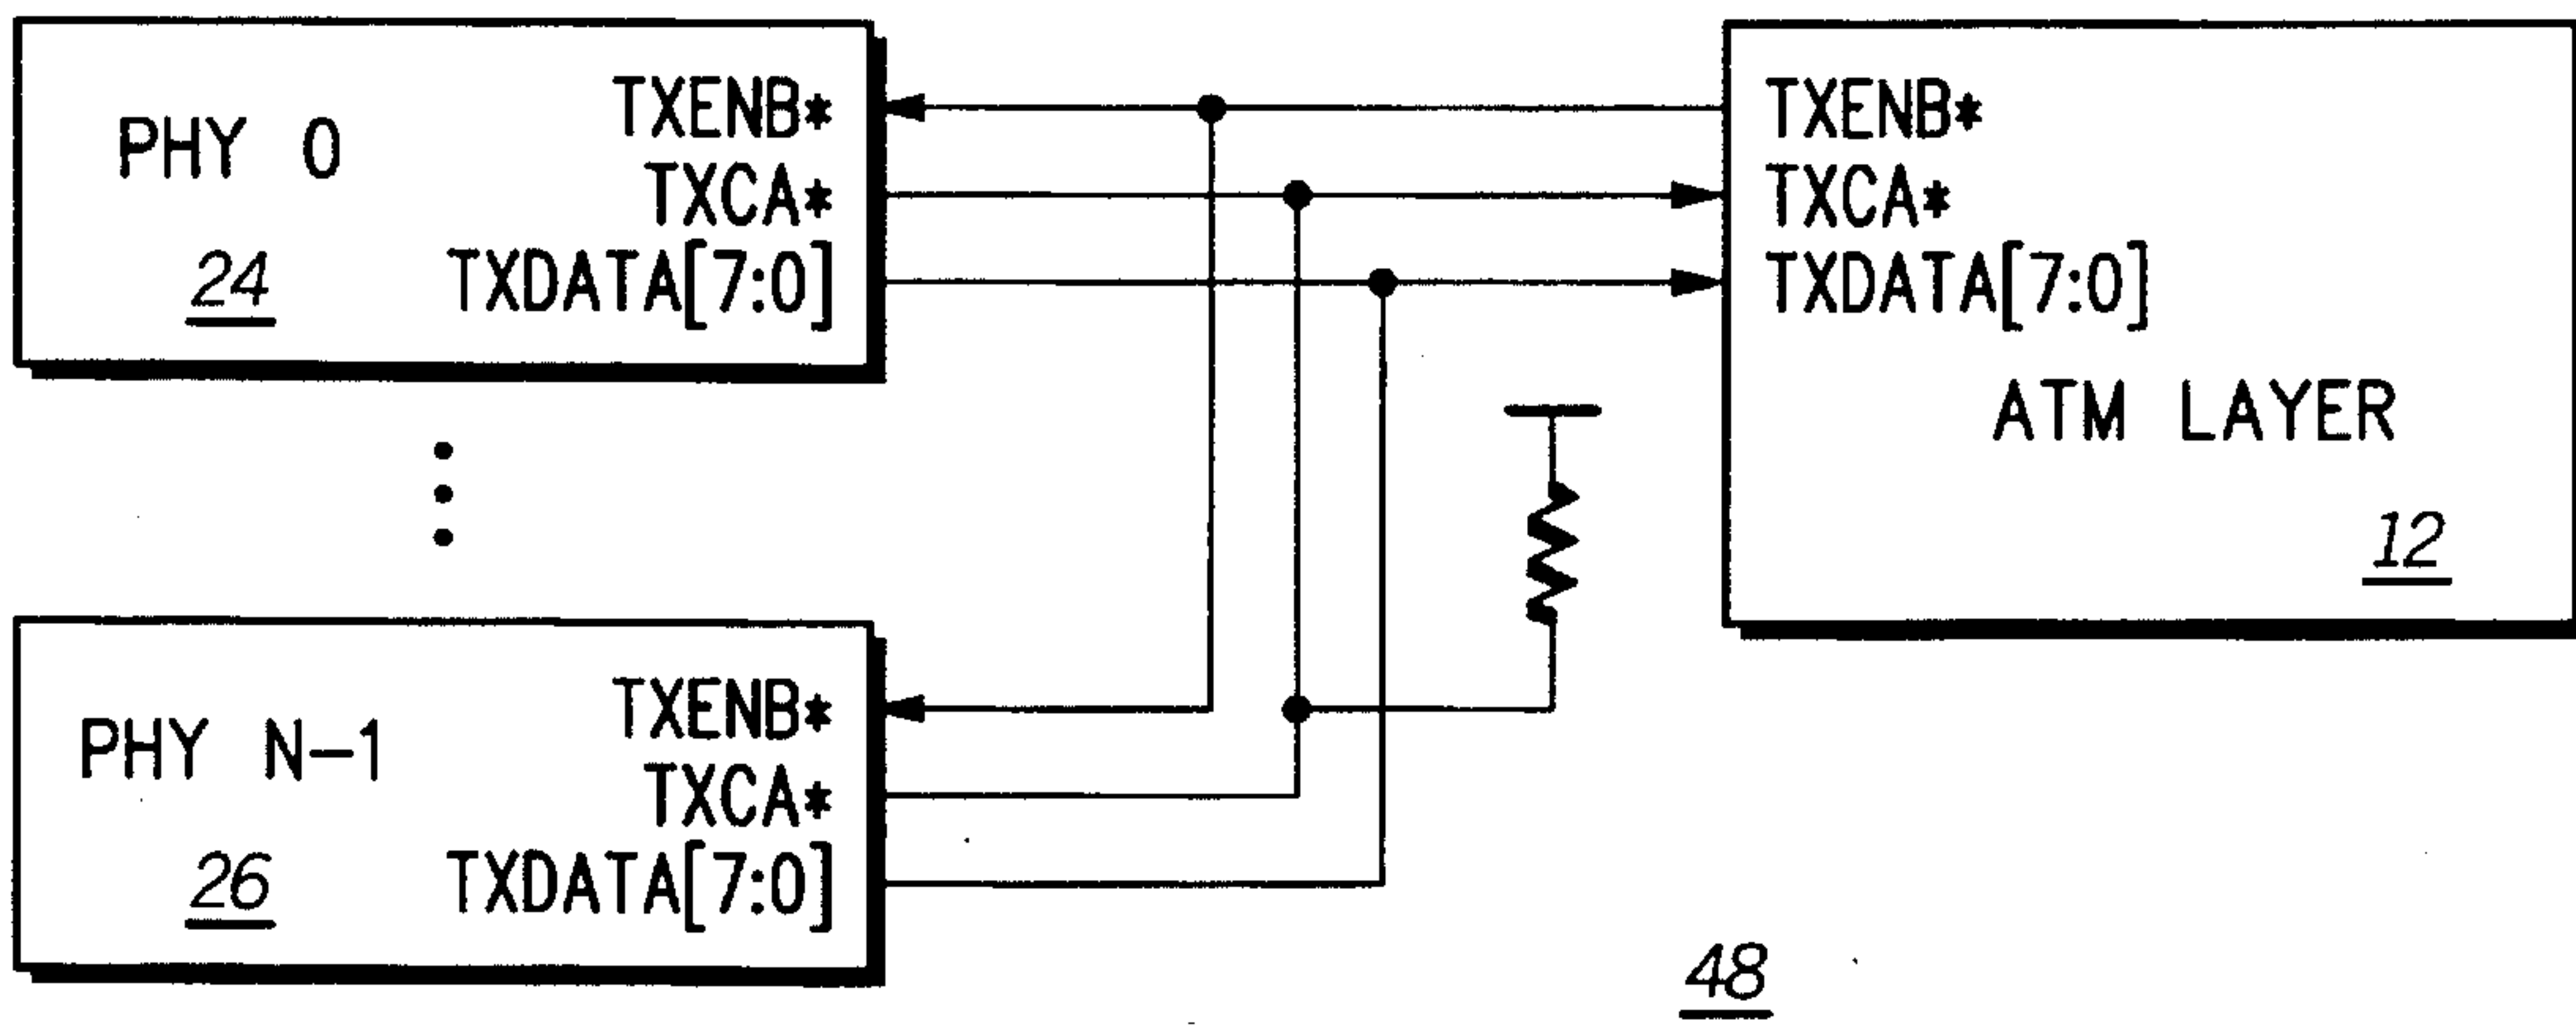 PHY 0
24
TXENB*
TXCA*
TXDATA[7:0]
TXENB*
TXCA*
TXDATA[7:0]
ATM LAYER
12
PHY N-1
26
TXENB*
TXCA*
TXDATA[7:0]
48